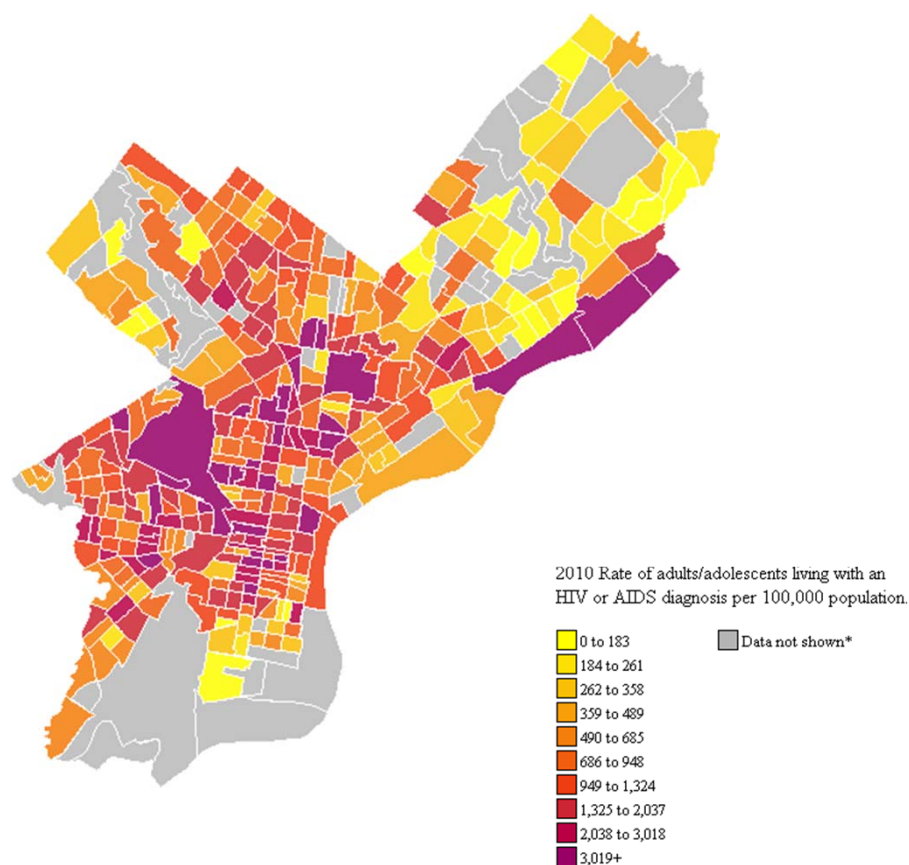 2010 Rate of adults/adolescents living with an
HIV or AIDS diagnosis per 100,000 population.
0 to 183
184 to 261
262 to 358
359 to 489
490 to 685
686 to 948
949 to 1,324
1,325 to 2,037
2,038 to 3,018
3,019+
Data not shown*